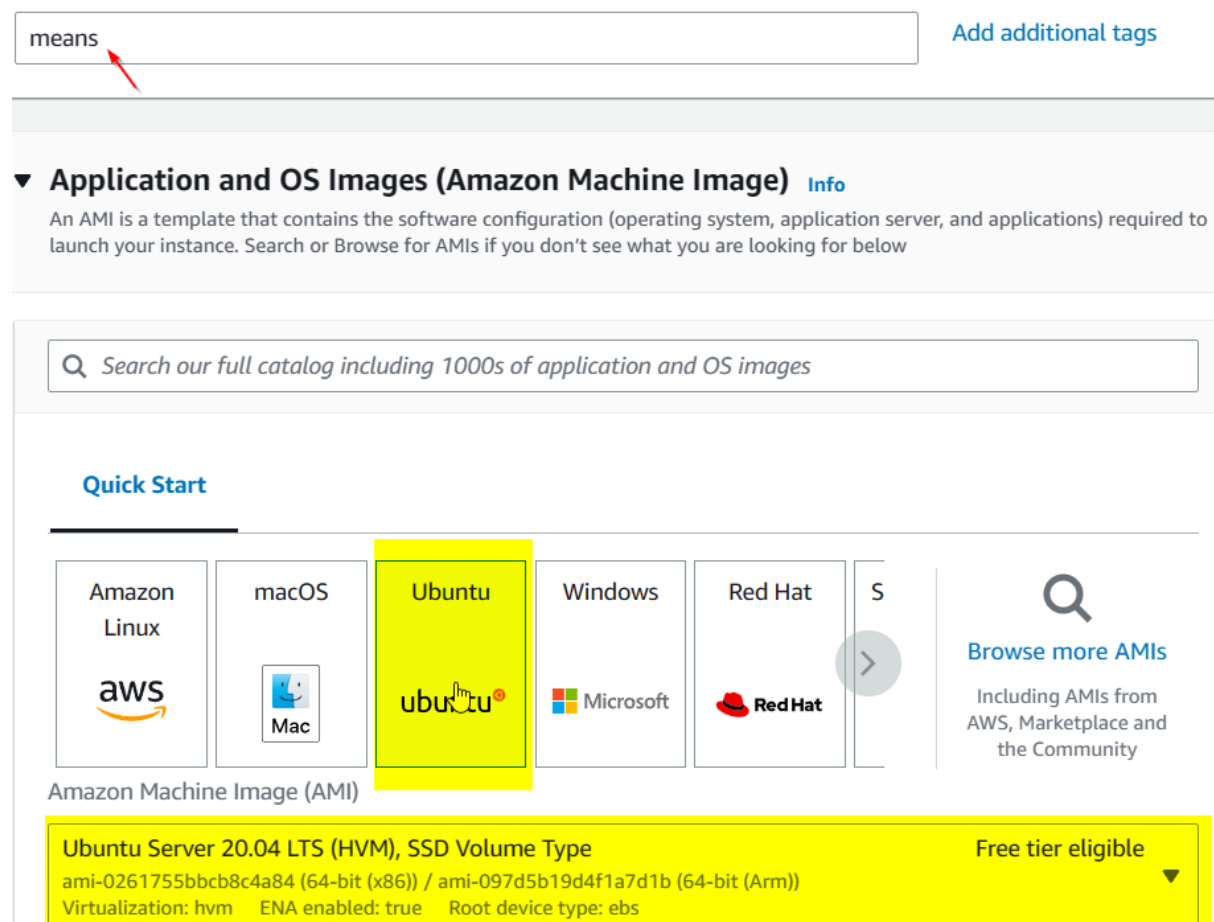 means
Add additional tags
Application and OS Images (Amazon Machine Image) Info
An AMI is a template that contains the software configuration (operating system, application server, and applications) required to
launch your instance. Search or Browse for AMIs if you don't see what you are looking for below
Search our full catalog including 1000s of application and OS images
Quick Start
Amazon
Linux
aws
macOS
Mac
Ubuntu
ubuntu
Windows
Microsoft
Red Hat
Red Hat
S
Browse more AMIs
Including AMIs from
AWS, Marketplace and
the Community
Amazon Machine Image (AMI)
Ubuntu Server 20.04 LTS (HVM), SSD Volume Type
Free tier eligible
ami-0261755bbcb8c4a84 (64-bit (x86)) / ami-097d5b19d4f1a7d1b (64-bit (Arm))
Virtualization: hvm ENA enabled: true Root device type: ebs